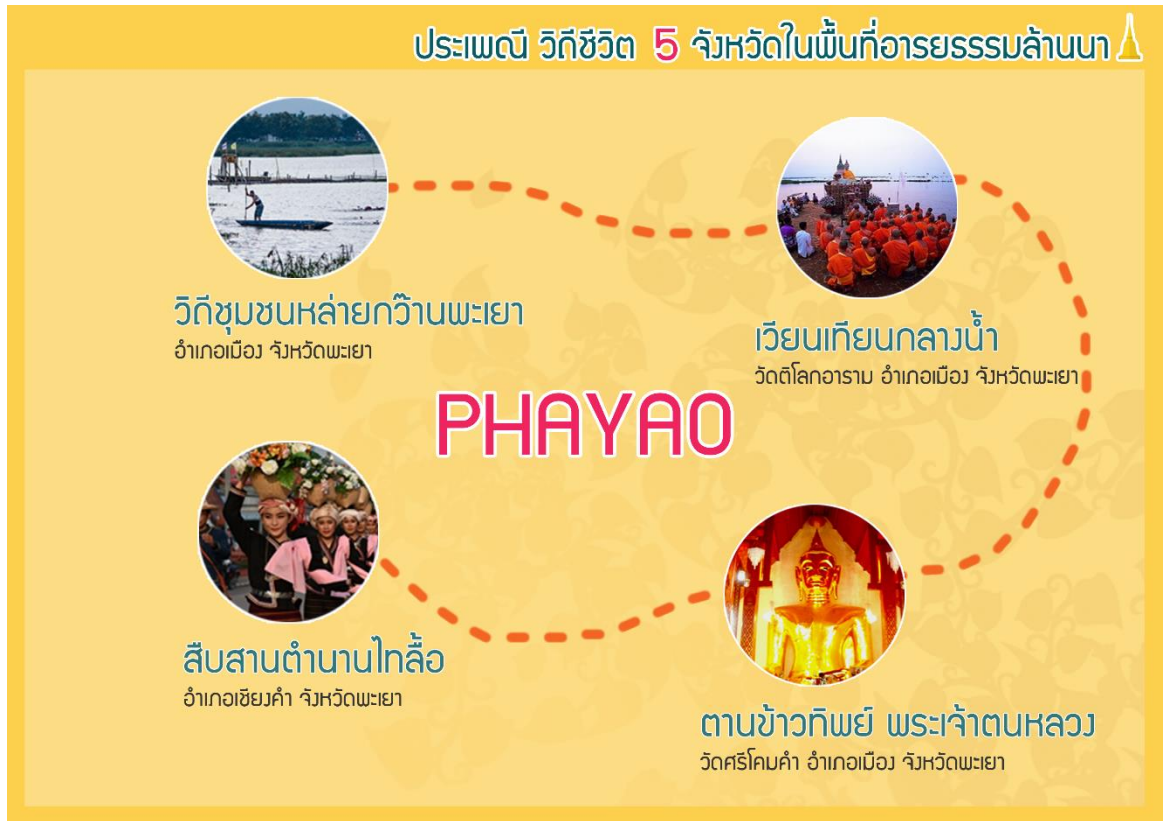 ประเพณี วิถีชีวิต 5 จังหวัดในพื้นที่อารยธรรมล้านนา
วิถีชุมชนหล่ายกว๊านพะเยา
อำเภอเมือง จังหวัดพะเยา
เวียนเทียนกลางน้ำ
วัดติโลกอาราม อำเภอเมือง จังหวัดพะเยา
PHAYAO
สืบสานตำนานไทลื้อ
อำเภอเชียงคำ จังหวัดพะเยา
ตานข้าวทิพย์ พระเจ้าตนหลวง
วัดศรีโคมคำ อำเภอเมือง จังหวัดพะเยา